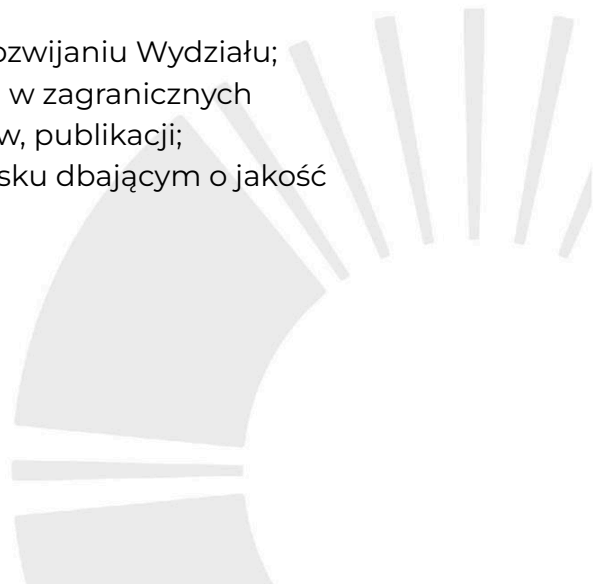 ozwijaniu Wydziału;
w zagranicznych
w, publikacji;
sku dbającym o jakość